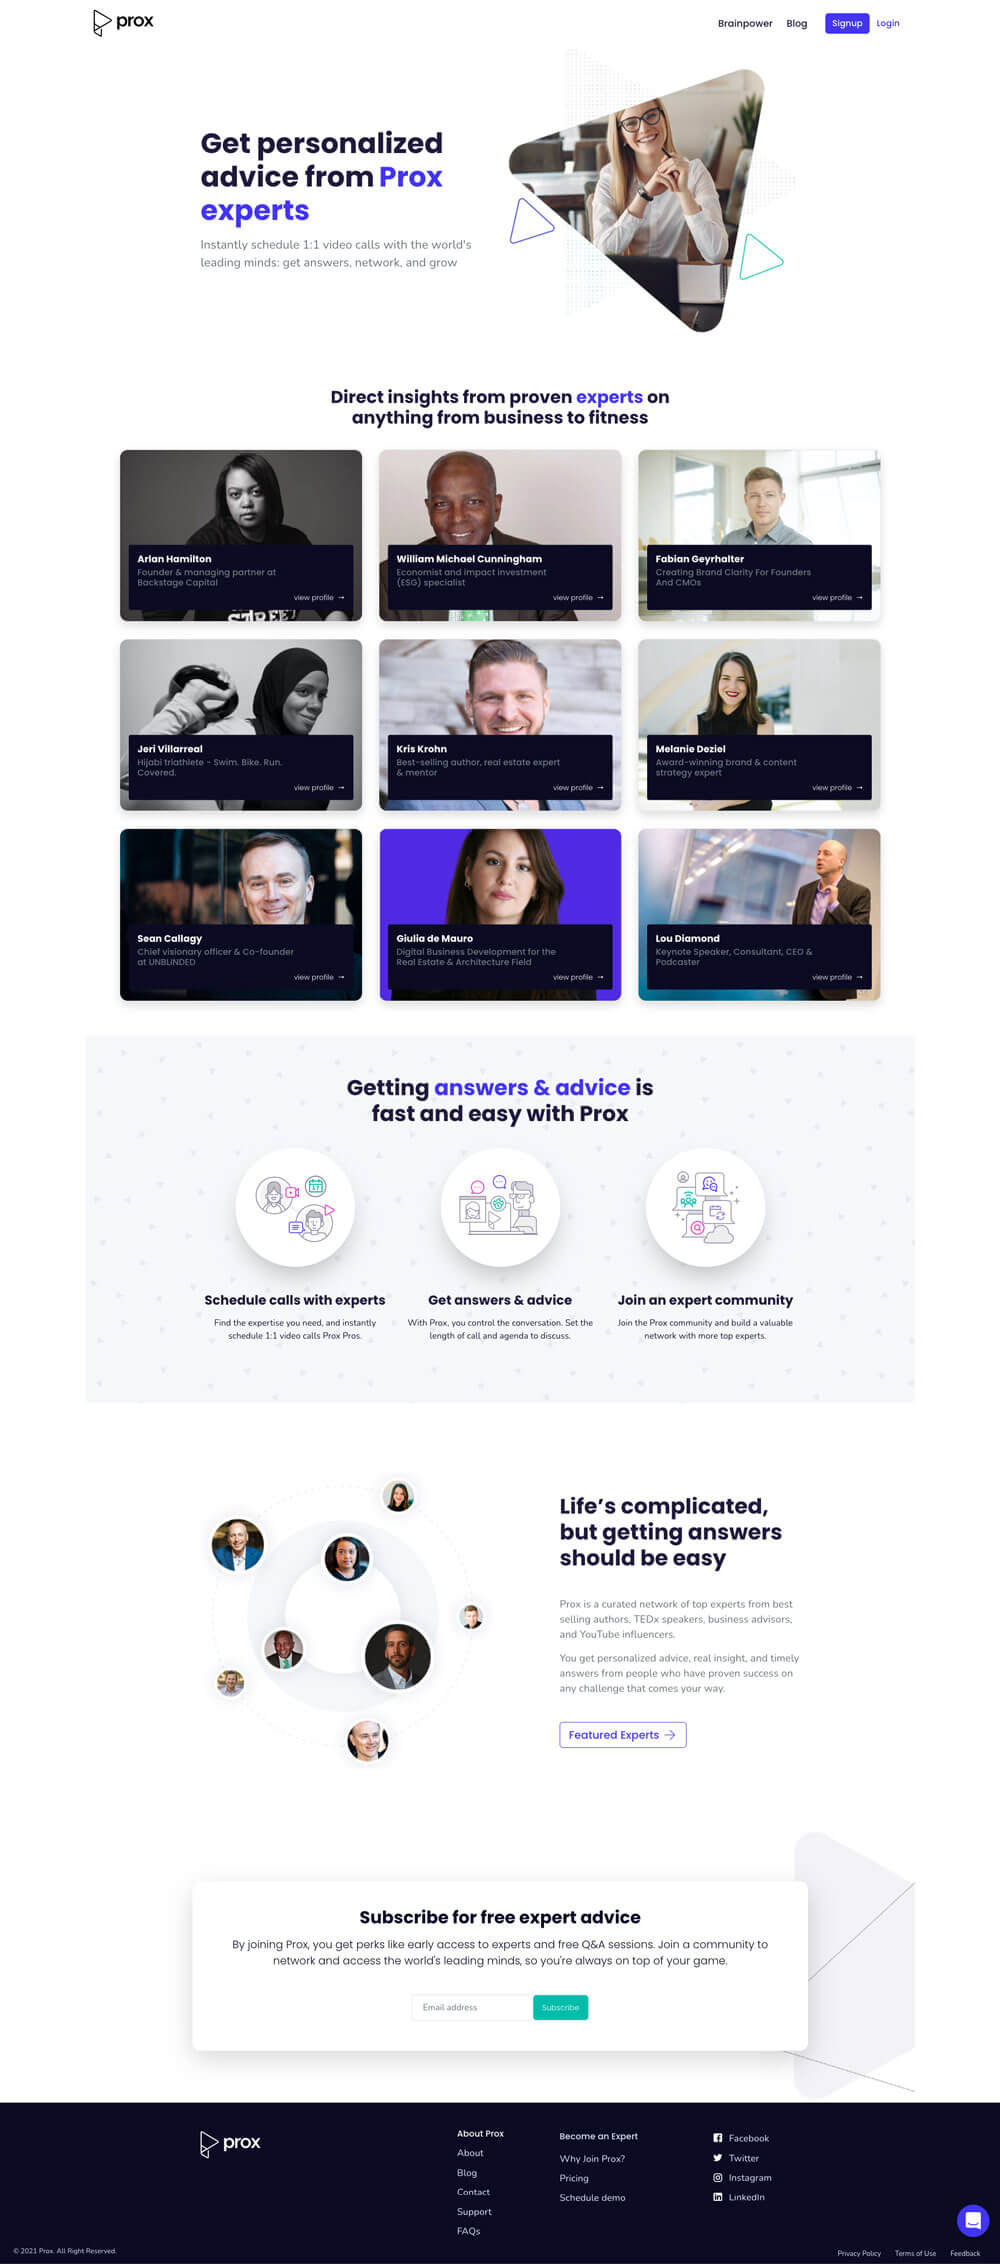 prox
Brainpower
Blog
Signup
Login
Get personalized
advice from Prox
experts
Instantly schedule 1:1 video calls with the world's
leading minds: get answers, network, and grow
Direct insights from proven experts on
anything from business to fitness
Arlan Hamilton
Founder & managing partner at
Backstage Capital
view profile →
William Michael Cunningham
Economist and impact investment
(ESG) specialist
view profile →
Fabian Geyrhalter
Creating Brand Clarity For Founders
And CMOs
view profile →
Jeri Villarreal
Hijabi triathlete - Swim. Bike. Run.
Covered.
view profile →
Kris Krohn
Best-selling author, real estate expert
& mentor
view profile →
Melanie Deziel
Award-winning brand & content
strategy expert
view profile →
Sean Callagy
Chief visionary officer & Co-founder
at UNBLINDED
view profile →
Giulia de Mauro
Digital Business Development for the
Real Estate & Architecture Field
view profile →
Lou Diamond
Keynote Speaker, Consultant, CEO &
Podcaster
view profile →
Getting answers & advice is
fast and easy with Prox
17
Schedule calls with experts
Find the expertise you need, and instantly
schedule 1:1 video calls Prox Pros.
Get answers & advice
With Prox, you control the conversation. Set the
length of call and agenda to discuss.
Join an expert community
Join the Prox community and build a valuable
network with more top experts.
Life's complicated,
but getting answers
should be easy
Prox is a curated network of top experts from best
selling authors, TEDx speakers, business advisors,
and YouTube influencers.
You get personalized advice, real insight, and timely
answers from people who have proven success on
any challenge that comes your way.
Featured Experts →
Subscribe for free expert advice
By joining Prox, you get perks like early access to experts and free Q&A sessions. Join a community to
network and access the world's leading minds, so you're always on top of your game.
Email address
Subscribe
prox
About Prox
About
Blog
Contact
Support
FAQs
Become an Expert
Why Join Prox?
Pricing
Schedule demo
Facebook
Twitter
Instagram
LinkedIn
© 2021 Prox. All Right Reserved.
Privacy Policy
Terms of Use
Feedback